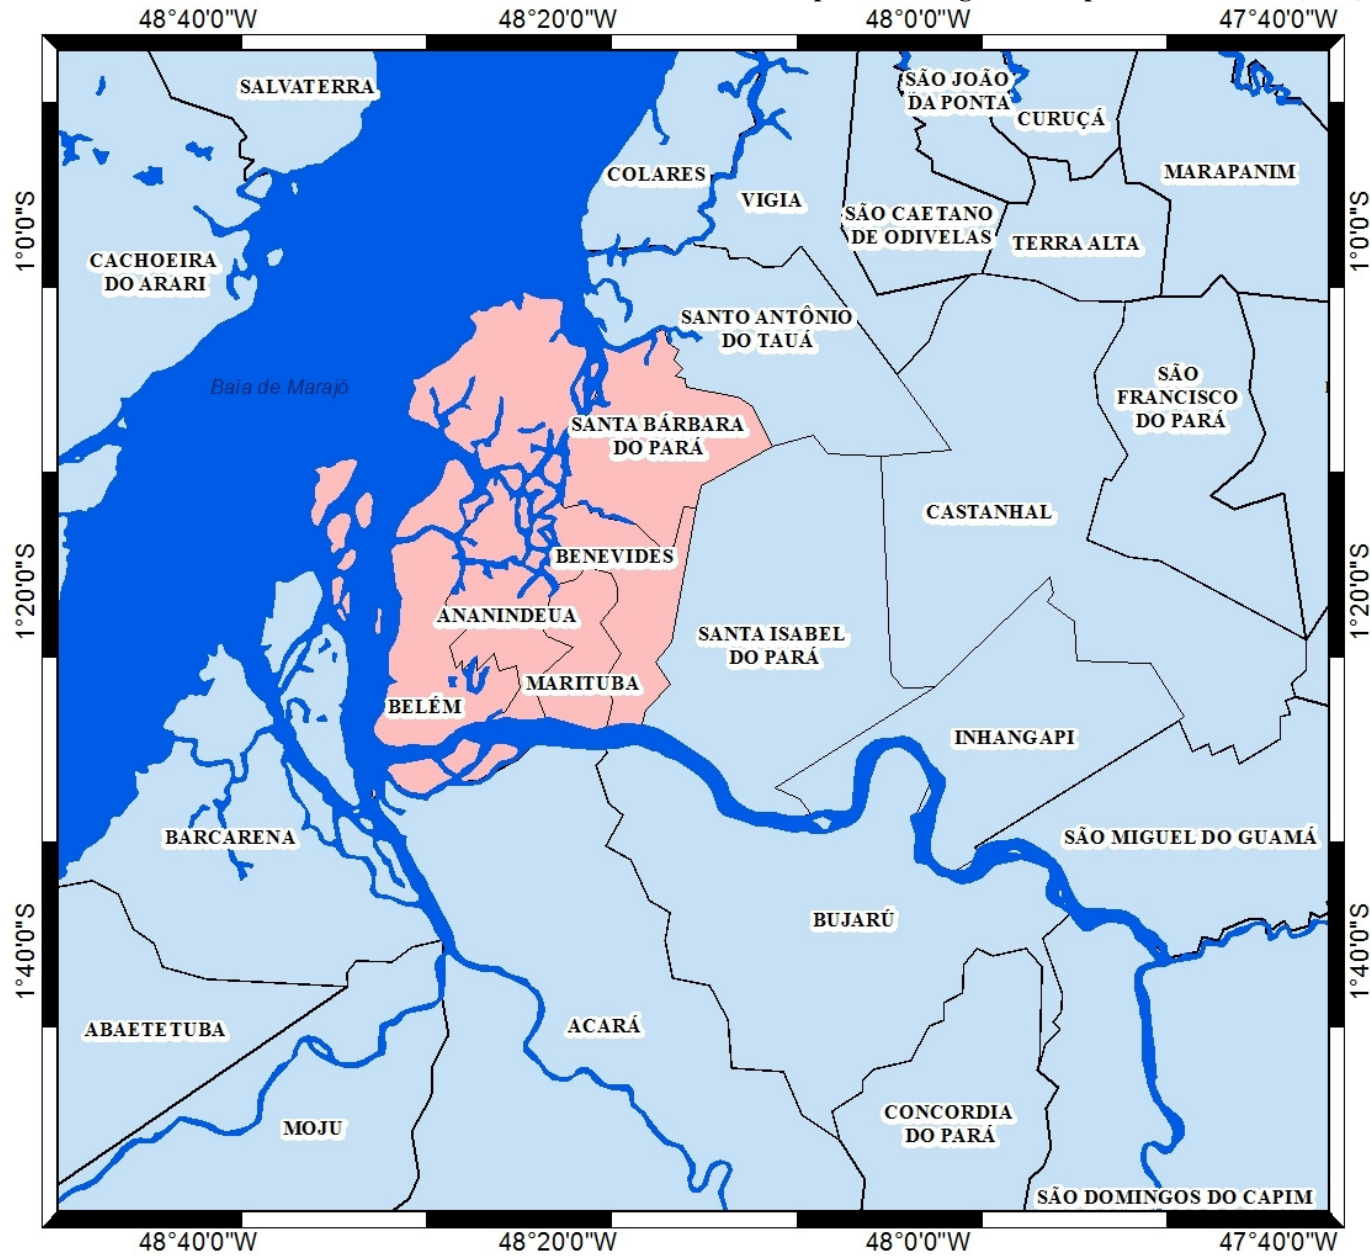 48°40'0"W
48°20'0"W
48°0'0"W
47°40'0"W
SALVATERRA
SÃO JOÃO
DA PONTA
CURUÇÁ
COLARES
MARAPANIM
VIGIA
SÃO CAETANO
DE ODIVELAS
TERRA ALTA
1°0'0"S
1°0'0"S
CACHOEIRA
DO ARARI
SANTO ANTÔNIO
DO TAUÁ
Baía de Marajó
SÃO
FRANCISCO
DO PARÁ
SANTA BÁRBARA
DO PARÁ
CASTANHAL
BENEVIDES
1°20'0"S
1°20'0"S
ANANINDEUA
SANTA ISABEL
DO PARÁ
MARITUBA
BELÉM
INHANGAPI
BARCARENA
SÃO MIGUEL DO GUAMÁ
BUJARÚ
1°40'0"S
1°40'0"S
ABAETETUBA
ACARÁ
MOJU
CONCORDIA
DO PARÁ
SÃO DOMINGOS DO CAPIM
48°40'0"W
48°20'0"W
48°0'0"W
47°40'0"W